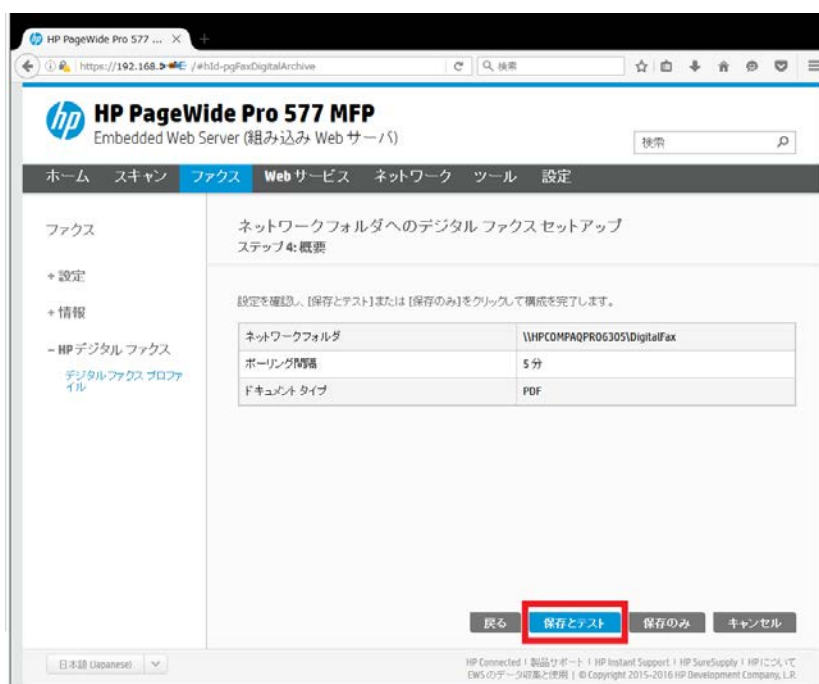 HP PageWide Pro 577 ... ×
https://192.168. /#hId-pgFaxDigitalArchive
検索
hp
HP PageWide Pro 577 MFP
Embedded Web Server (組み込み Web サーバ)
検索
ホーム スキャン ファクス Web サービス ネットワーク ツール 設定
ファクス
+ 設定
+ 情報
– HP デジタル ファクス
デジタル ファクス プロファ
イル
ネットワークフォルダへのデジタル ファクス セットアップ
ステップ 4: 概要
設定を確認し、[保存とテスト] または [保存のみ] をクリックして構成を完了します。
ネットワークフォルダ \\HPCOMPAQPRO6305\DigitalFax
ポーリング間隔 5 分
ドキュメント タイプ PDF
戻る 保存とテスト 保存のみ キャンセル
日本語 (Japanese)
HP Connected | 製品サポート | HP Instant Support | HP SureSupply | HP について
EWS のデータ収集と使用 | © Copyright 2015-2016 HP Development Company, L.P.